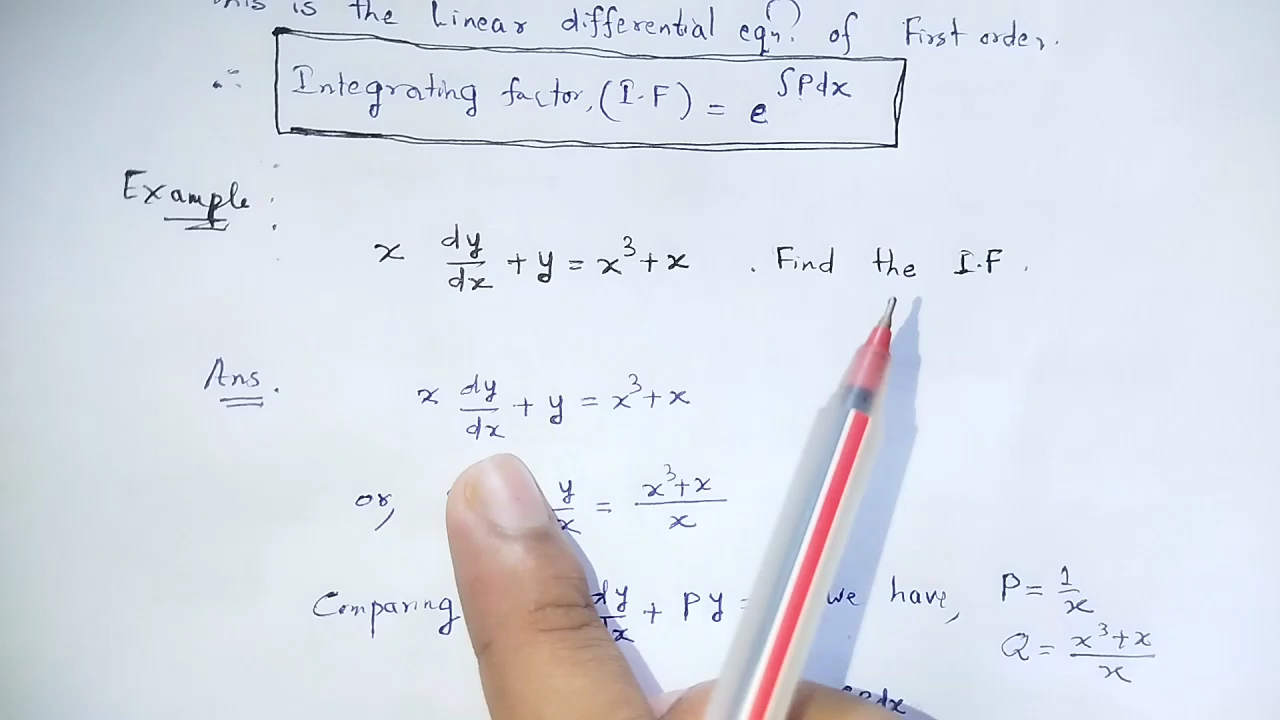 is the Linear differential eqn. of First order.
∴ Integrating factor, (I.F) = e^∫Pdx
Example:
x dy/dx + y = x³ + x . Find the I.F.
Ans.
x dy/dx + y = x³ + x
or, y/x = x³+x/x
Comparing dy/dx + Py = we have, P = 1/x
Q = x³+x/x